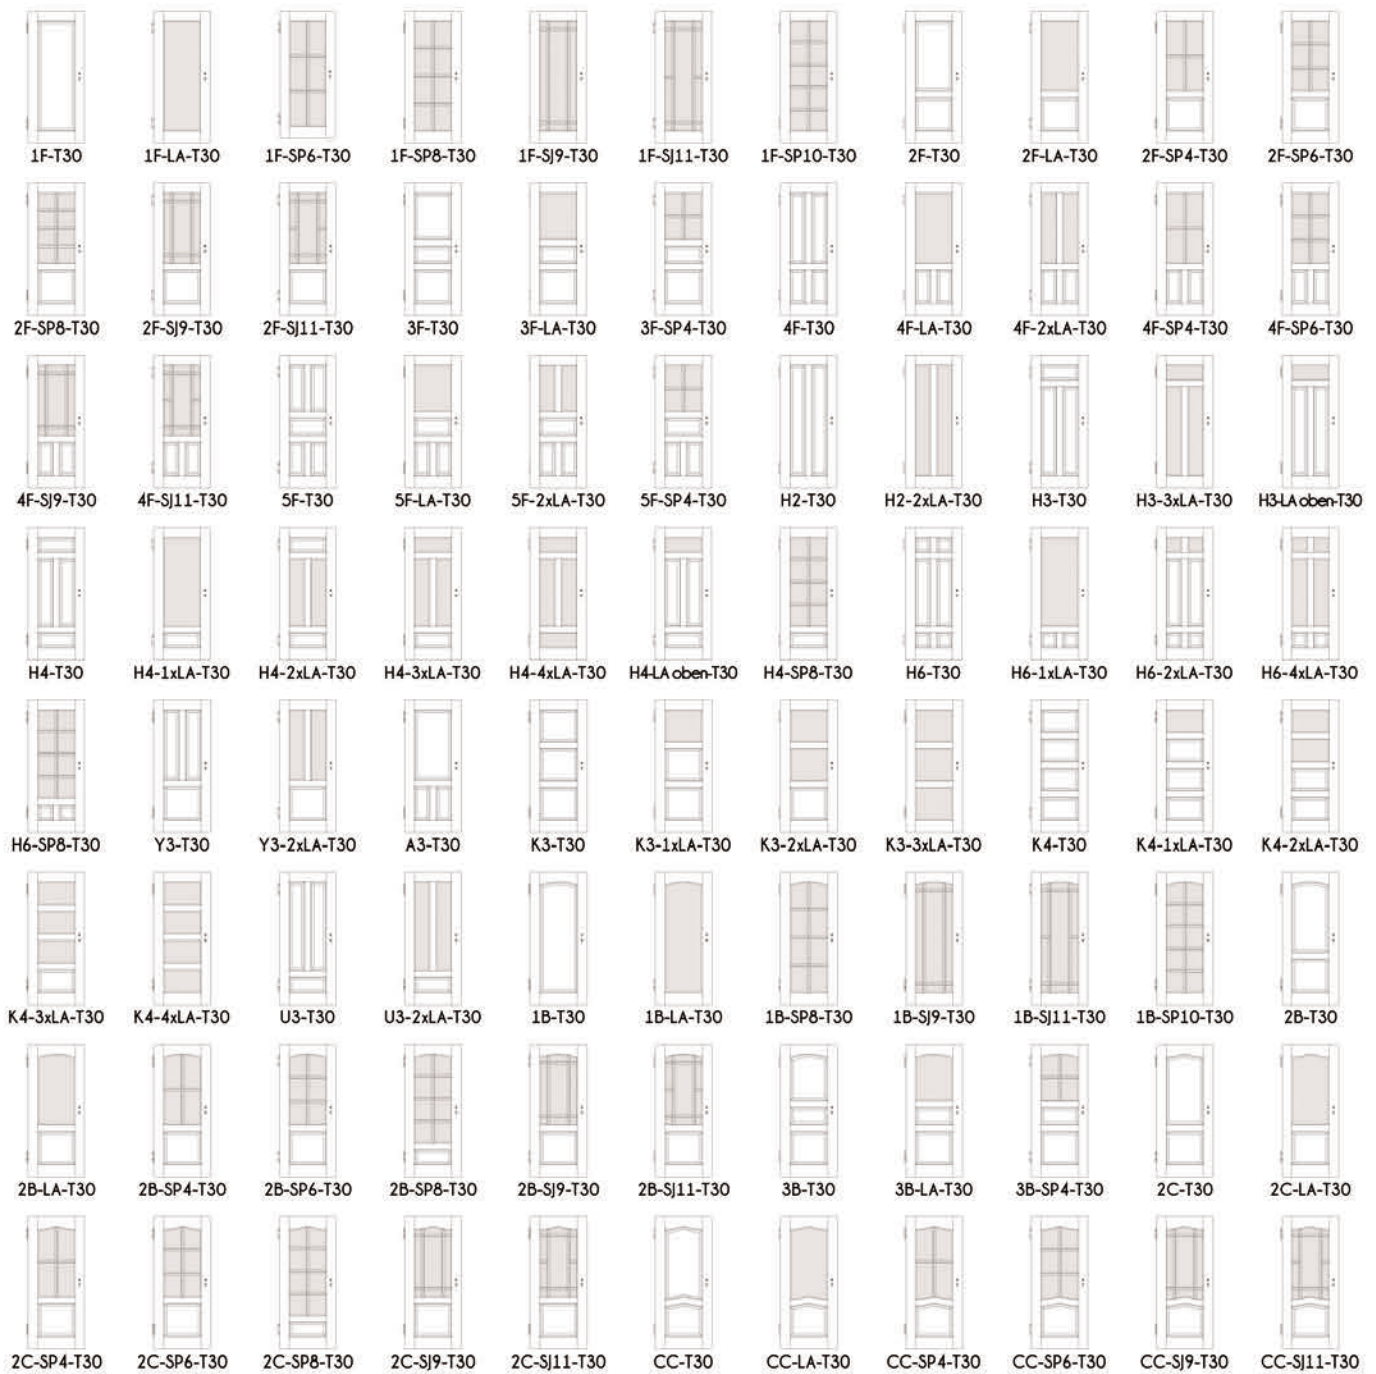 1F-T30 1F-LA-T30 1F-SP6-T30 1F-SP8-T30 1F-SJ9-T30 1F-SJ11-T30 1F-SP10-T30 2F-T30 2F-LA-T30 2F-SP4-T30 2F-SP6-T30
2F-SP8-T30 2F-SJ9-T30 2F-SJ11-T30 3F-T30 3F-LA-T30 3F-SP4-T30 4F-T30 4F-LA-T30 4F-2xLA-T30 4F-SP4-T30 4F-SP6-T30
4F-SJ9-T30 4F-SJ11-T30 5F-T30 5F-LA-T30 5F-2xLA-T30 5F-SP4-T30 H2-T30 H2-2xLA-T30 H3-T30 H3-3xLA-T30 H3-LA oben-T30
H4-T30 H4-1xLA-T30 H4-2xLA-T30 H4-3xLA-T30 H4-4xLA-T30 H4-LA oben-T30 H4-SP8-T30 H6-T30 H6-1xLA-T30 H6-2xLA-T30 H6-4xLA-T30
H6-SP8-T30 Y3-T30 Y3-2xLA-T30 A3-T30 K3-T30 K3-1xLA-T30 K3-2xLA-T30 K3-3xLA-T30 K4-T30 K4-1xLA-T30 K4-2xLA-T30
K4-3xLA-T30 K4-4xLA-T30 U3-T30 U3-2xLA-T30 1B-T30 1B-LA-T30 1B-SP8-T30 1B-SJ9-T30 1B-SJ11-T30 1B-SP10-T30 2B-T30
2B-LA-T30 2B-SP4-T30 2B-SP6-T30 2B-SP8-T30 2B-SJ9-T30 2B-SJ11-T30 3B-T30 3B-LA-T30 3B-SP4-T30 2C-T30 2C-LA-T30
2C-SP4-T30 2C-SP6-T30 2C-SP8-T30 2C-SJ9-T30 2C-SJ11-T30 CC-T30 CC-LA-T30 CC-SP4-T30 CC-SP6-T30 CC-SJ9-T30 CC-SJ11-T30